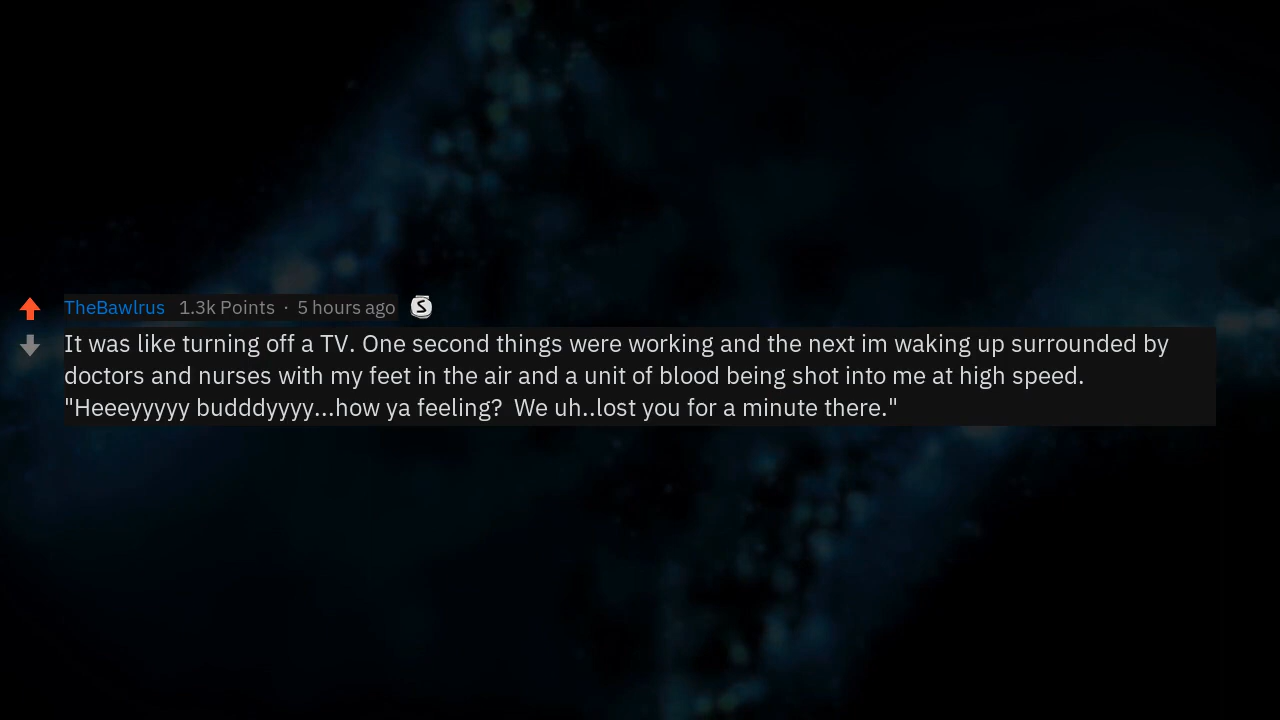 TheBawlrus 1.3k Points · 5 hours ago S
It was like turning off a TV. One second things were working and the next im waking up surrounded by
doctors and nurses with my feet in the air and a unit of blood being shot into me at high speed.
"Heeeyyyyy budddyyyy...how ya feeling?  We uh..lost you for a minute there."